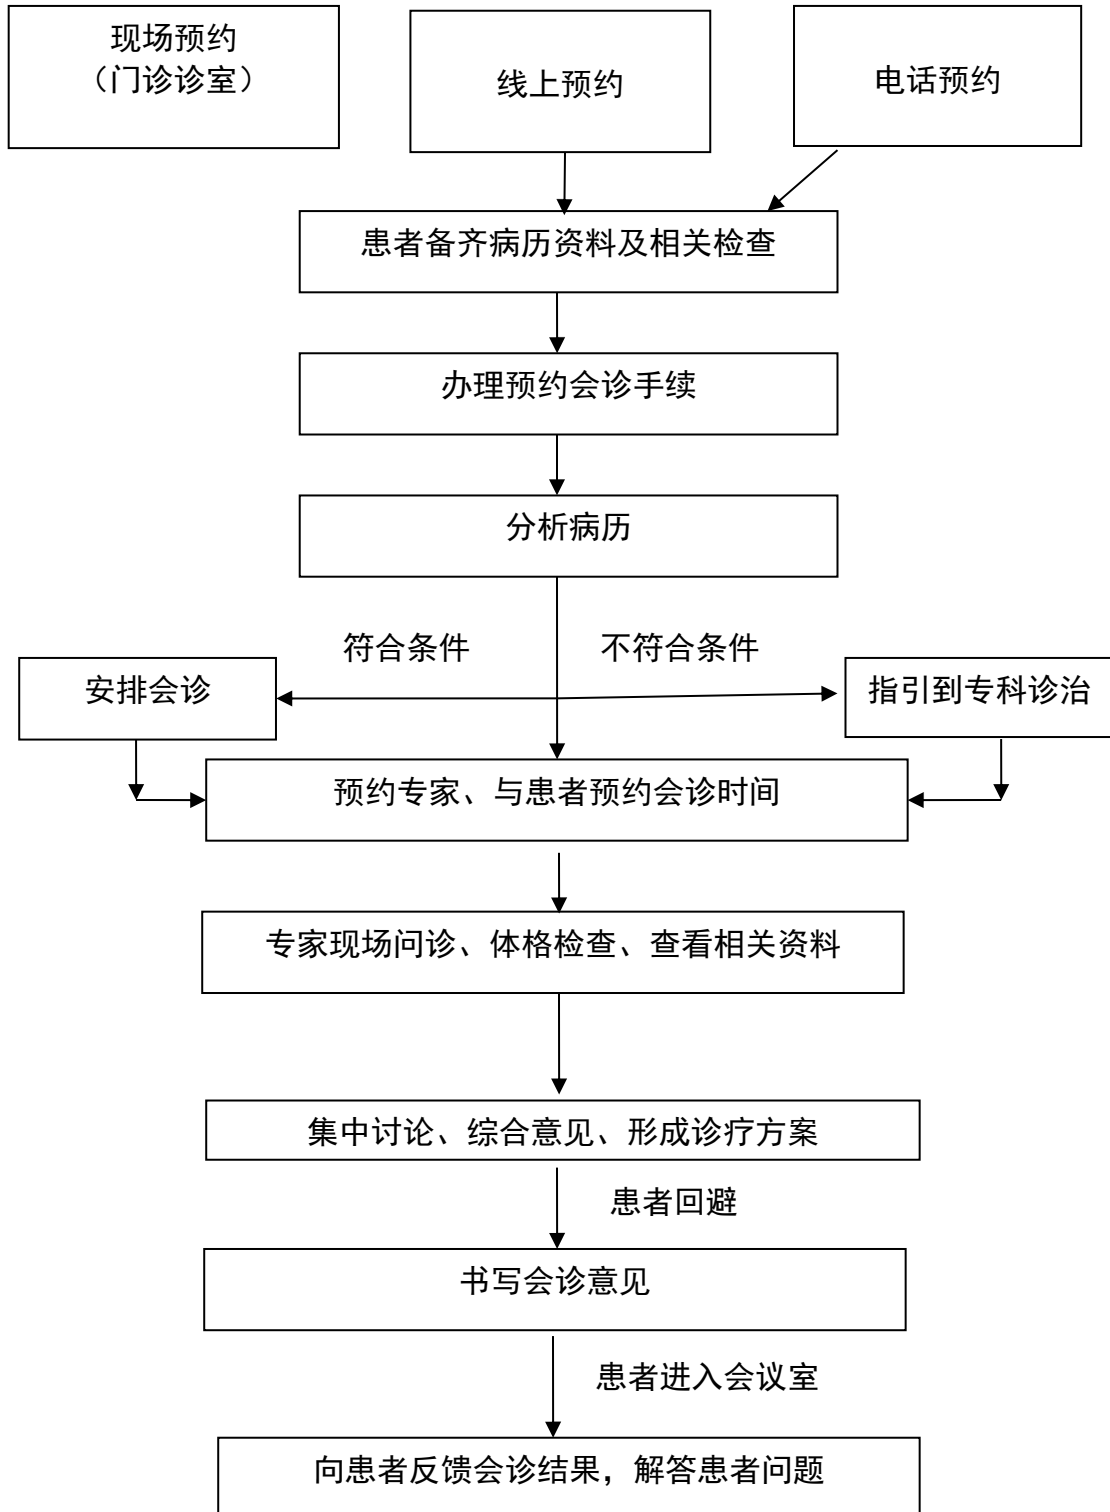 现场预约
（门诊诊室）
线上预约
电话预约
患者备齐病历资料及相关检查
办理预约会诊手续
分析病历
符合条件
不符合条件
安排会诊
指引到专科诊治
预约专家、与患者预约会诊时间
专家现场问诊、体格检查、查看相关资料
集中讨论、综合意见、形成诊疗方案
患者回避
书写会诊意见
患者进入会议室
向患者反馈会诊结果，解答患者问题